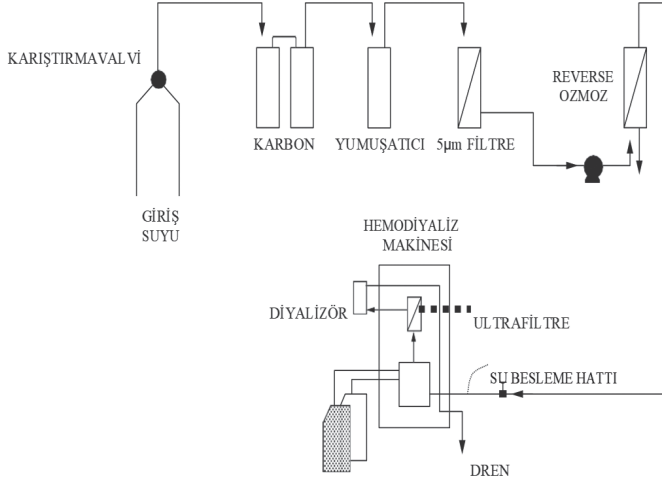 KARIŞTIRMAVALVİ
GİRİŞ
SUYU
KARBON
YUMUŞATICI
5µm FİLTRE
REVERSE
OZMOZ
HEMODİYALİZ
MAKİNESİ
DİYALİZÖR
ULTRAFİLTRE
SU BESLEME HATTI
DREN